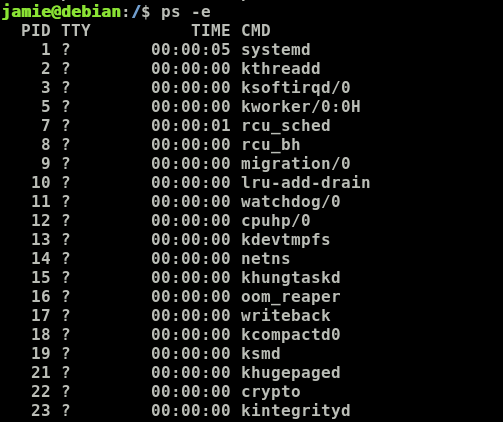 jamie@debian:/$ ps -e
  PID TTY          TIME CMD
    1 ?        00:00:05 systemd
    2 ?        00:00:00 kthreadd
    3 ?        00:00:00 ksoftirqd/0
    5 ?        00:00:00 kworker/0:0H
    7 ?        00:00:01 rcu_sched
    8 ?        00:00:00 rcu_bh
    9 ?        00:00:00 migration/0
   10 ?        00:00:00 lru-add-drain
   11 ?        00:00:00 watchdog/0
   12 ?        00:00:00 cpuhp/0
   13 ?        00:00:00 kdevtmpfs
   14 ?        00:00:00 netns
   15 ?        00:00:00 khungtaskd
   16 ?        00:00:00 oom_reaper
   17 ?        00:00:00 writeback
   18 ?        00:00:00 kcompactd0
   19 ?        00:00:00 ksmd
   21 ?        00:00:00 khugepaged
   22 ?        00:00:00 crypto
   23 ?        00:00:00 kintegrityd